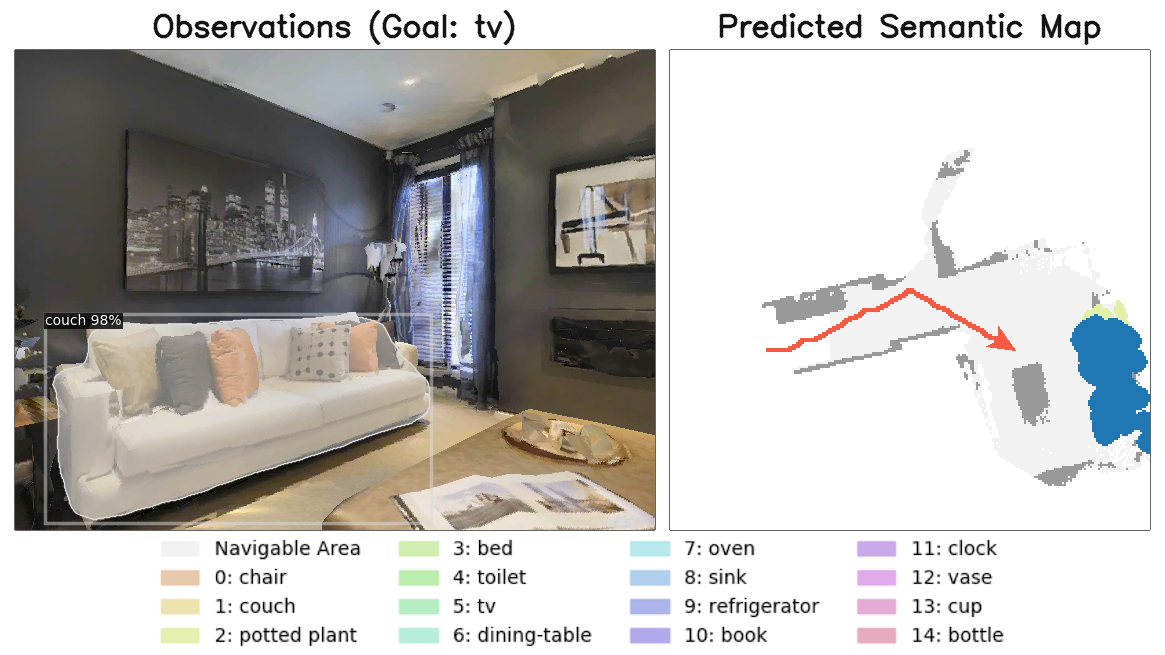 Observations (Goal: tv)
Predicted Semantic Map
couch 98%
Navigable Area
0: chair
1: couch
2: potted plant
3: bed
4: toilet
5: tv
6: dining-table
7: oven
8: sink
9: refrigerator
10: book
11: clock
12: vase
13: cup
14: bottle